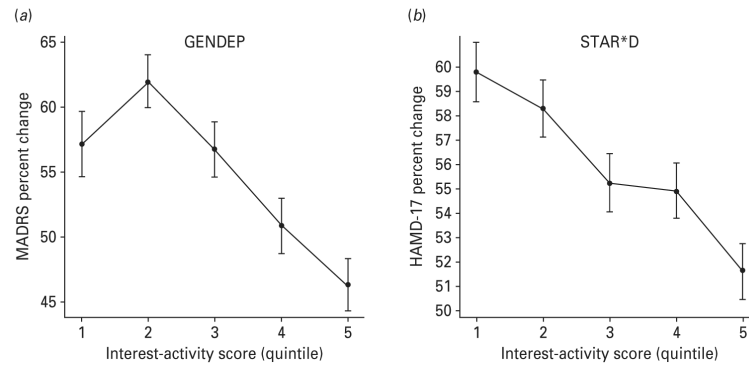 (a)
GENDEP
MADRS percent change
65
60
55
50
45
1 2 3 4 5
Interest-activity score (quintile)
(b)
STAR*D
HAMD-17 percent change
60
59
58
57
56
55
54
53
52
51
50
1 2 3 4 5
Interest-activity score (quintile)